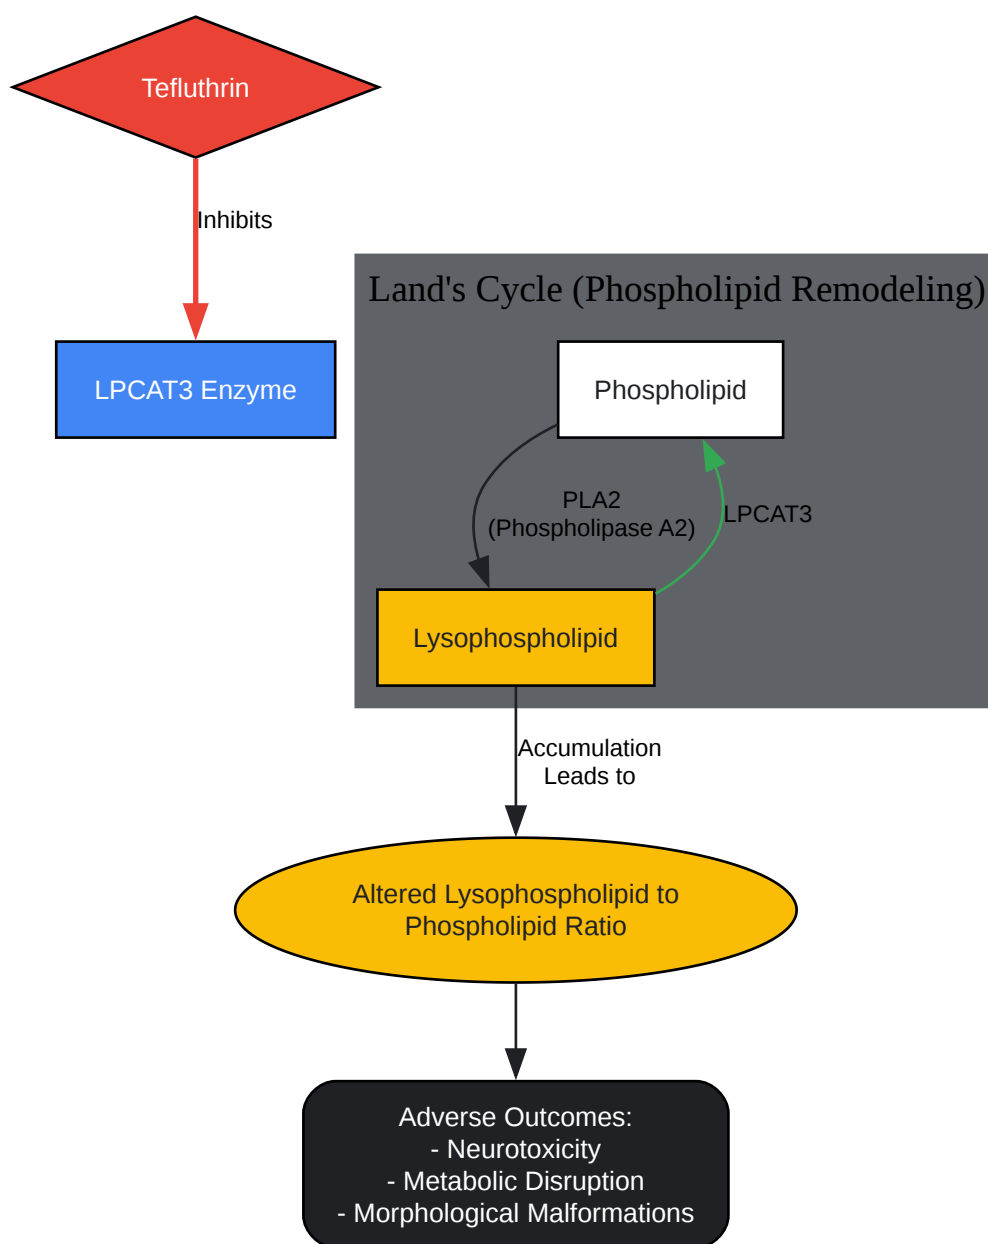 Tefluthrin
Inhibits
Land's Cycle (Phospholipid Remodeling)
LPCAT3 Enzyme
Phospholipid
PLA2
(Phospholipase A2)
LPCAT3
Lysophospholipid
Accumulation
Leads to
Altered Lysophospholipid to
Phospholipid Ratio
Adverse Outcomes:
- Neurotoxicity
- Metabolic Disruption
- Morphological Malformations